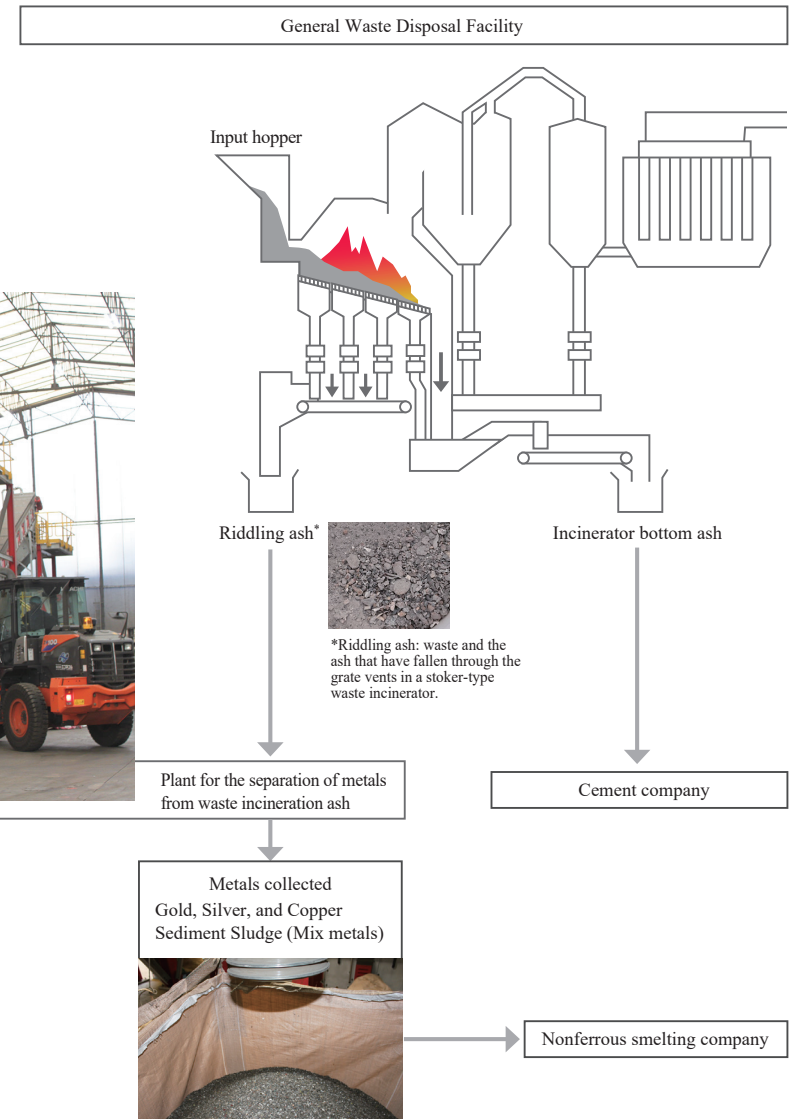 General Waste Disposal Facility
Input hopper
Riddling ash*
Incinerator bottom ash
*Riddling ash: waste and the
ash that have fallen through the
grate vents in a stoker-type
waste incinerator.
Plant for the separation of metals
from waste incineration ash
Cement company
Metals collected
Gold, Silver, and Copper
Sediment Sludge (Mix metals)
Nonferrous smelting company